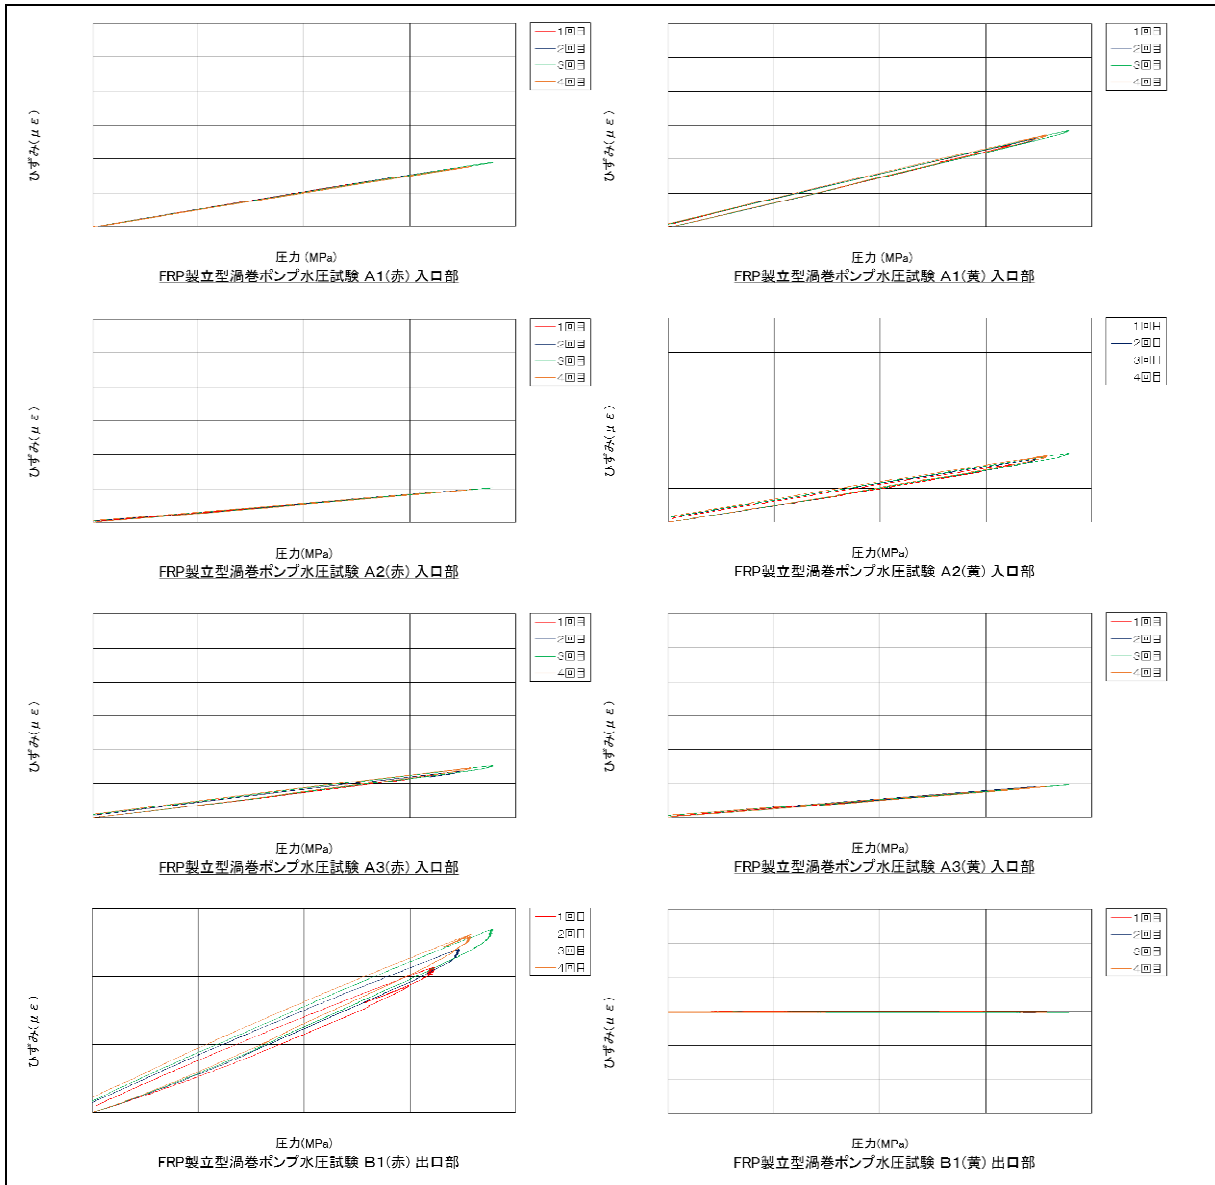 1回目
2回目
3回目
4回目
ひずみ(με)
圧力(MPa)
FRP製立型渦巻ポンプ水圧試験 A1(赤) 入口部
1回目
2回目
3回目
4回目
ひずみ(με)
圧力(MPa)
FRP製立型渦巻ポンプ水圧試験 A1(黄) 入口部
1回目
2回目
3回目
4回目
ひずみ(με)
圧力(MPa)
FRP製立型渦巻ポンプ水圧試験 A2(赤) 入口部
1回目
2回目
3回目
4回目
ひずみ(με)
圧力(MPa)
FRP製立型渦巻ポンプ水圧試験 A2(黄) 入口部
1回目
2回目
3回目
4回目
ひずみ(με)
圧力(MPa)
FRP製立型渦巻ポンプ水圧試験 A3(赤) 入口部
1回目
2回目
3回目
4回目
ひずみ(με)
圧力(MPa)
FRP製立型渦巻ポンプ水圧試験 A3(黄) 入口部
1回目
2回目
3回目
4回目
ひずみ(με)
圧力(MPa)
FRP製立型渦巻ポンプ水圧試験 B1(赤) 出口部
1回目
2回目
3回目
4回目
ひずみ(με)
圧力(MPa)
FRP製立型渦巻ポンプ水圧試験 B1(黄) 出口部